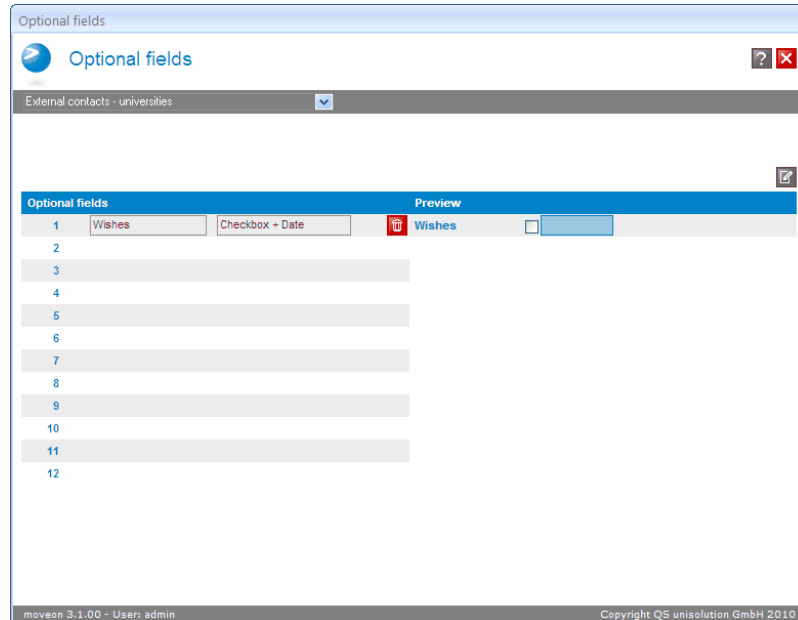 Optional fields
Optional fields
?
External contacts - universities
Optional fields Preview
1 Wishes Checkbox + Date Wishes
2
3
4
5
6
7
8
9
10
11
12
moveon 3.1.00 - User: admin Copyright QS unisolution GmbH 2010